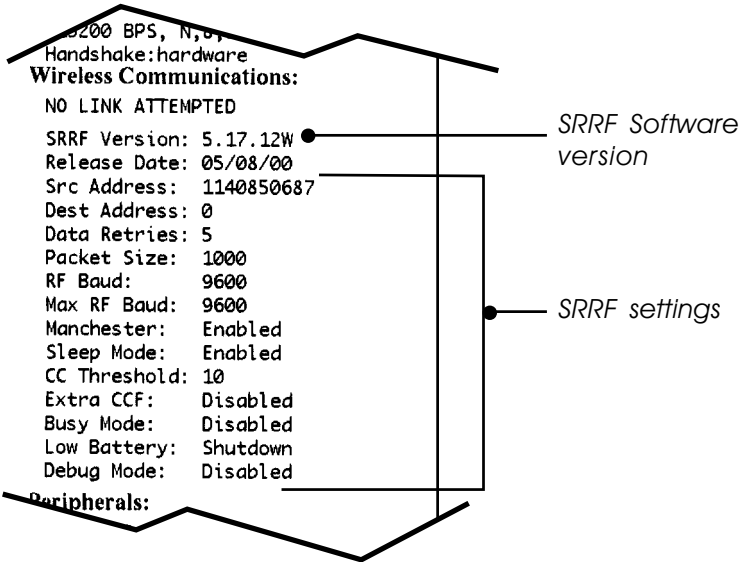 200 BPS, N,8,
Handshake:hardware
Wireless Communications:
NO LINK ATTEMPTED
SRRF Version: 5.17.12W
Release Date: 05/08/00
Src Address: 1140850687
Dest Address: 0
Data Retries: 5
Packet Size: 1000
RF Baud: 9600
Max RF Baud: 9600
Manchester: Enabled
Sleep Mode: Enabled
CC Threshold: 10
Extra CCF: Disabled
Busy Mode: Disabled
Low Battery: Shutdown
Debug Mode: Disabled
Peripherals:
SRRF Software
version
SRRF settings